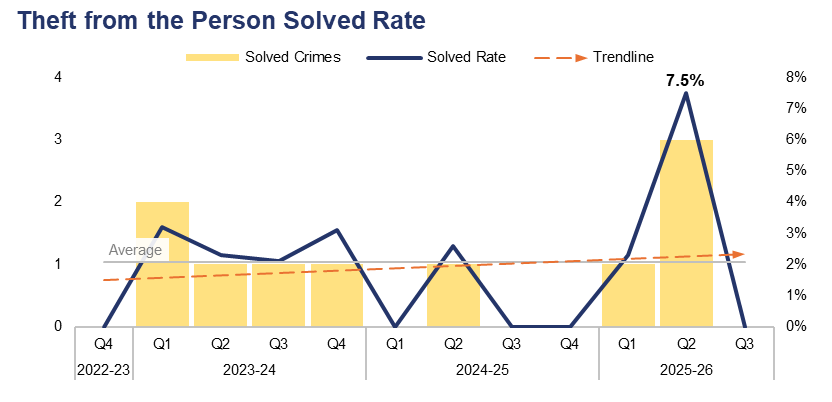 Theft from the Person Solved Rate
Solved Crimes Solved Rate Trendline
4 8%
7.5%
7%
3 6%
5%
2 4%
3%
Average
1 2%
1%
0 0%
Q4 Q1 Q2 Q3 Q4 Q1 Q2 Q3 Q4 Q1 Q2 Q3
2022-23 2023-24 2024-25 2025-26